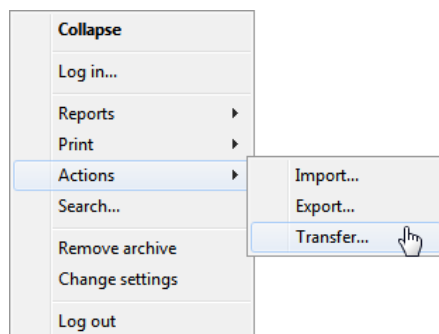 Collapse
Log in...
Reports
Print
Actions
Import...
Export...
Transfer...
Search...
Remove archive
Change settings
Log out